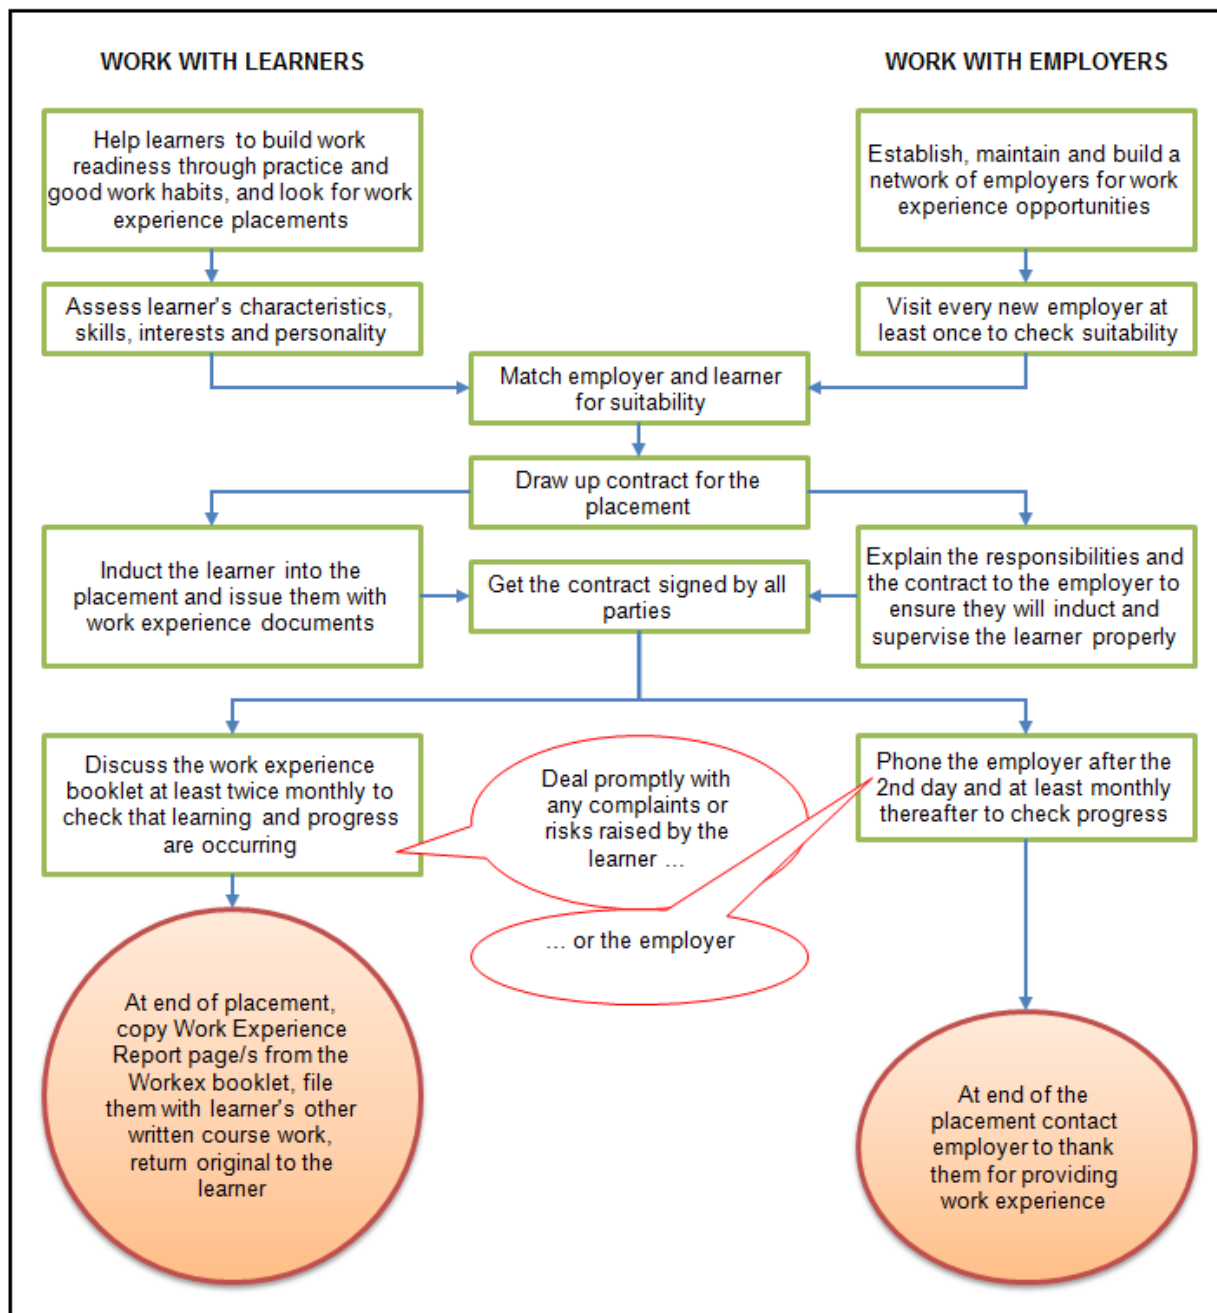 WORK WITH LEARNERS
WORK WITH EMPLOYERS
Help learners to build work
readiness through practice and
good work habits, and look for work
experience placements
Establish, maintain and build a
network of employers for work
experience opportunities
Assess learner's characteristics,
skills, interests and personality
Visit every new employer at
least once to check suitability
Match employer and learner
for suitability
Draw up contract for the
placement
Induct the learner into the
placement and issue them with
work experience documents
Get the contract signed by all
parties
Explain the responsibilities and
the contract to the employer to
ensure they will induct and
supervise the learner properly
Discuss the work experience
booklet at least twice monthly to
check that learning and progress
are occurring
Deal promptly with
any complaints or
risks raised by the
learner …
… or the employer
Phone the employer after the
2nd day and at least monthly
thereafter to check progress
At end of placement,
copy Work Experience
Report page/s from the
Workex booklet, file
them with learner's other
written course work,
return original to the
learner
At end of the
placement contact
employer to thank
them for providing
work experience